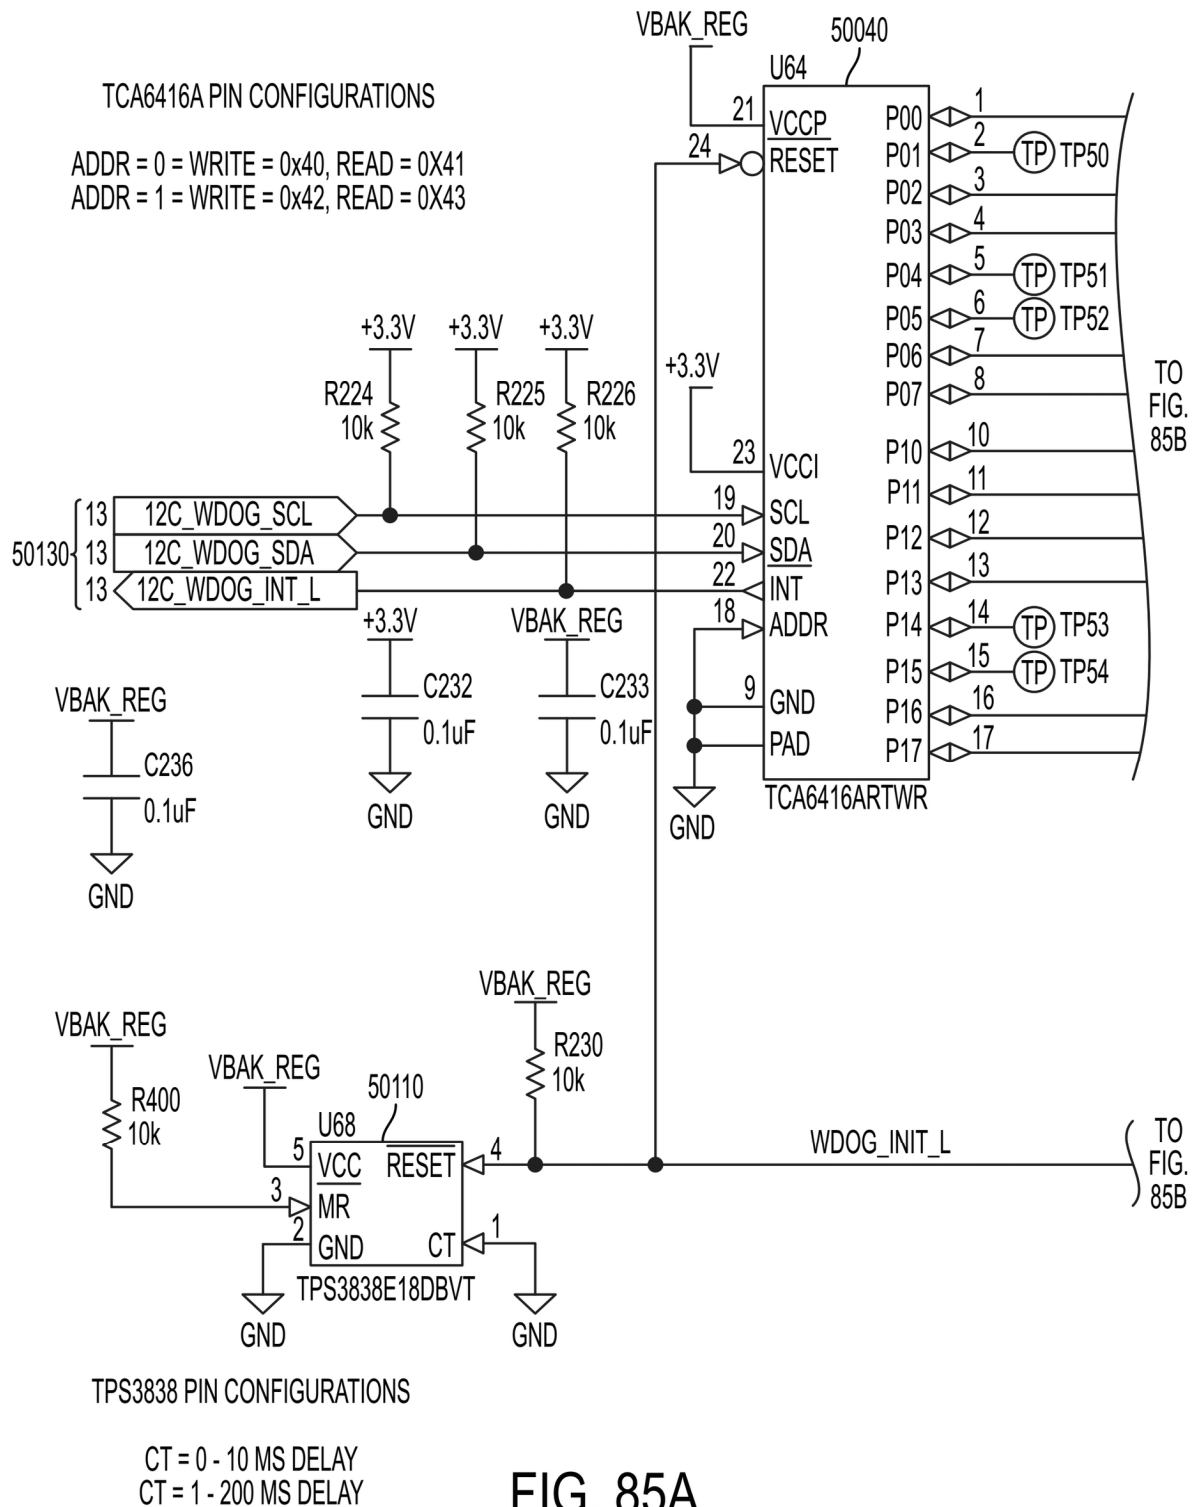 VBAK_REG
50040
U64
TCA6416A PIN CONFIGURATIONS
ADDR = 0 = WRITE = 0x40, READ = 0X41
ADDR = 1 = WRITE = 0x42, READ = 0X43
21 VCCP
24 RESET
P00 1
P01 2 TP TP50
P02 3
P03 4
P04 5 TP TP51
P05 6 TP TP52
P06 7
P07 8
P10 10
P11 11
P12 12
P13 13
P14 14 TP TP53
P15 15 TP TP54
P16 16
P17 17
TO
FIG.
85B
+3.3V +3.3V +3.3V
R224
10k
R225
10k
R226
10k
+3.3V
23 VCCI
19 SCL
20 SDA
22 INT
18 ADDR
9 GND
PAD
GND
TCA6416ARTWR
50130
13 12C_WDOG_SCL
13 12C_WDOG_SDA
13 12C_WDOG_INT_L
+3.3V
C232
0.1uF
GND
VBAK_REG
C233
0.1uF
GND
VBAK_REG
C236
0.1uF
GND
VBAK_REG
R230
10k
VBAK_REG
R400
10k
VBAK_REG
50110
U68
5 VCC
3 MR
2 GND
RESET 4
CT 1
TPS3838E18DBVT
GND
GND
WDOG_INIT_L
TO
FIG.
85B
TPS3838 PIN CONFIGURATIONS
CT = 0 - 10 MS DELAY
CT = 1 - 200 MS DELAY
FIG. 85A